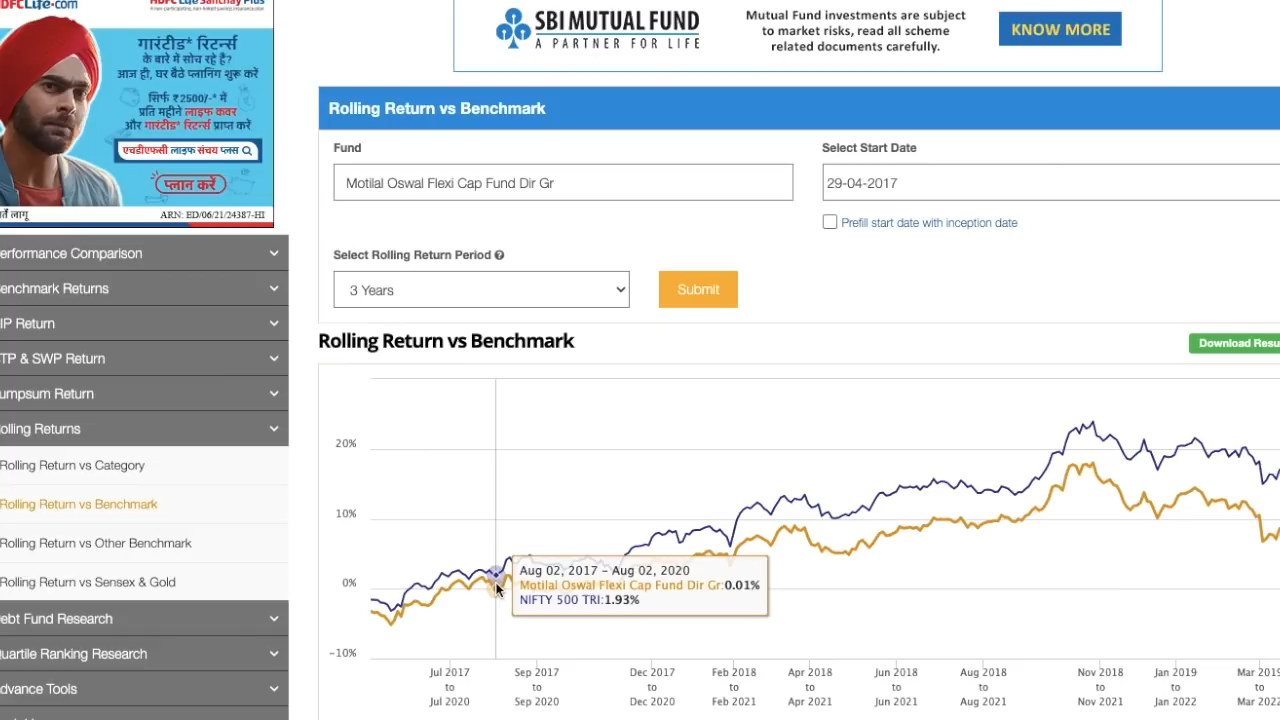 DFCLife.com
HDFC Life Sanchay Plus
गारंटीड* रिटर्न्स
के बारे में सोच रहे हैं?
आज ही, घर बैठे प्लानिंग शुरू करें
सिर्फ ₹2500/-* में
प्रति महीने लाइफ कवर
और गारंटीड* रिटर्न्स प्राप्त करें
एचडीएफसी लाइफ संचय प्लस
प्लान करें
र्तें लागू
ARN: ED/06/21/24387-HI
SBI MUTUAL FUND
A PARTNER FOR LIFE
Mutual Fund investments are subject
to market risks, read all scheme
related documents carefully.
KNOW MORE
erformance Comparison
enchmark Returns
IP Return
TP & SWP Return
umpsum Return
olling Returns
Rolling Return vs Category
Rolling Return vs Benchmark
Rolling Return vs Other Benchmark
Rolling Return vs Sensex & Gold
ebt Fund Research
uartile Ranking Research
dvance Tools
Rolling Return vs Benchmark
Fund
Select Start Date
Motilal Oswal Flexi Cap Fund Dir Gr
29-04-2017
Prefill start date with inception date
Select Rolling Return Period
3 Years
Submit
Rolling Return vs Benchmark
Download Resu
20%
10%
0%
-10%
Aug 02, 2017 - Aug 02, 2020
Motilal Oswal Flexi Cap Fund Dir Gr:0.01%
NIFTY 500 TRI:1.93%
Jul 2017 Sep 2017 Dec 2017 Feb 2018 Apr 2018 Jun 2018 Aug 2018 Nov 2018 Jan 2019 Mar 2019
to to to to to to to to to to
Jul 2020 Sep 2020 Dec 2020 Feb 2021 Apr 2021 Jun 2021 Aug 2021 Nov 2021 Jan 2022 Mar 2022